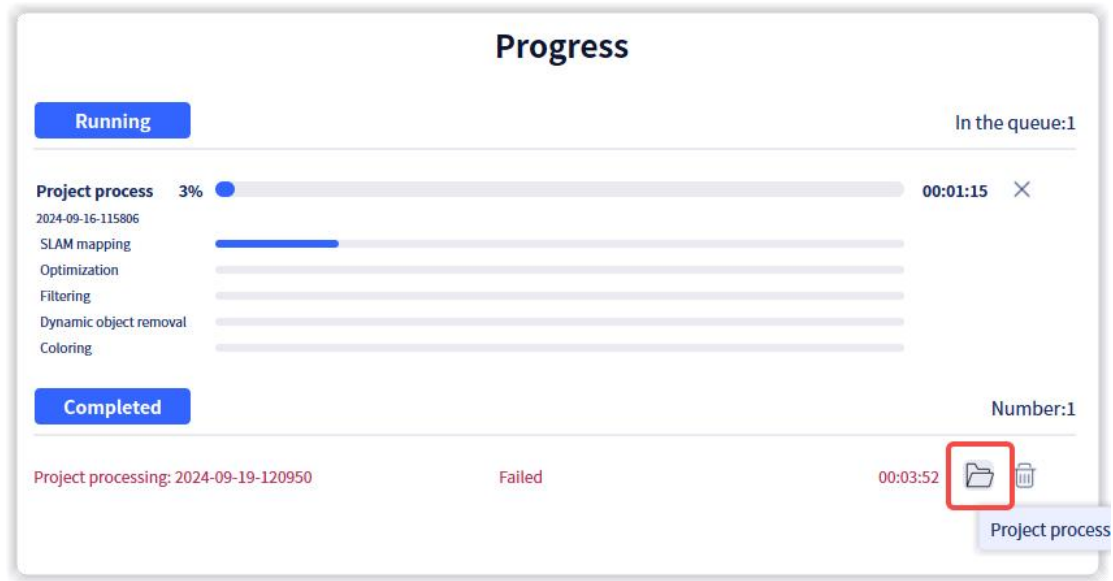 Progress
Running
In the queue:1
Project process 3% 00:01:15
2024-09-16-115806
SLAM mapping
Optimization
Filtering
Dynamic object removal
Coloring
Completed
Number:1
Project processing: 2024-09-19-120950 Failed 00:03:52
Project process